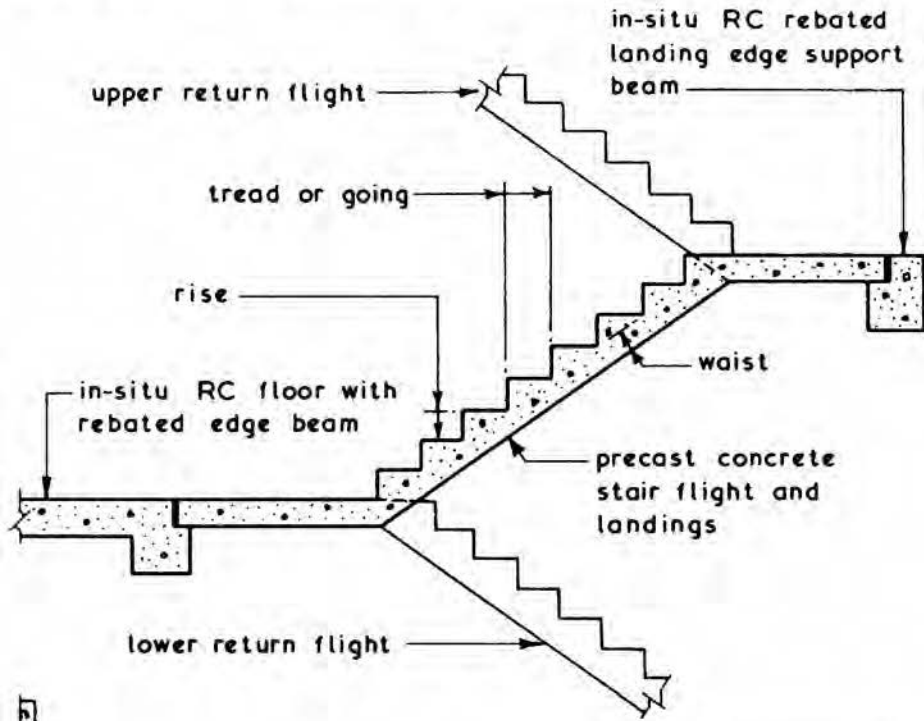 in-situ RC rebated
landing edge support
beam
upper return flight
tread or going
rise
waist
in-situ RC floor with
rebated edge beam
precast concrete
stair flight and
landings
lower return flight